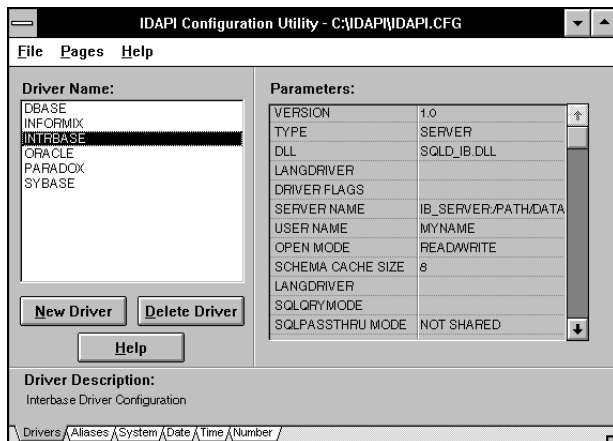 IDAPI Configuration Utility - C:\IDAPI\IDAPI.CFG
File Pages Help
Driver Name:
DBASE
INFORMIX
INTRBASE
ORACLE
PARADOX
SYBASE
New Driver Delete Driver
Help
Parameters:
VERSION 1.0
TYPE SERVER
DLL SQLD_IB.DLL
LANGDRIVER
DRIVER FLAGS
SERVER NAME IB_SERVER:/PATH/DATA
USER NAME MYNAME
OPEN MODE READ/WRITE
SCHEMA CACHE SIZE 8
LANGDRIVER
SQLQRYMODE
SQLPASSTHRU MODE NOT SHARED
Driver Description:
Interbase Driver Configuration
Drivers Aliases System Date Time Number